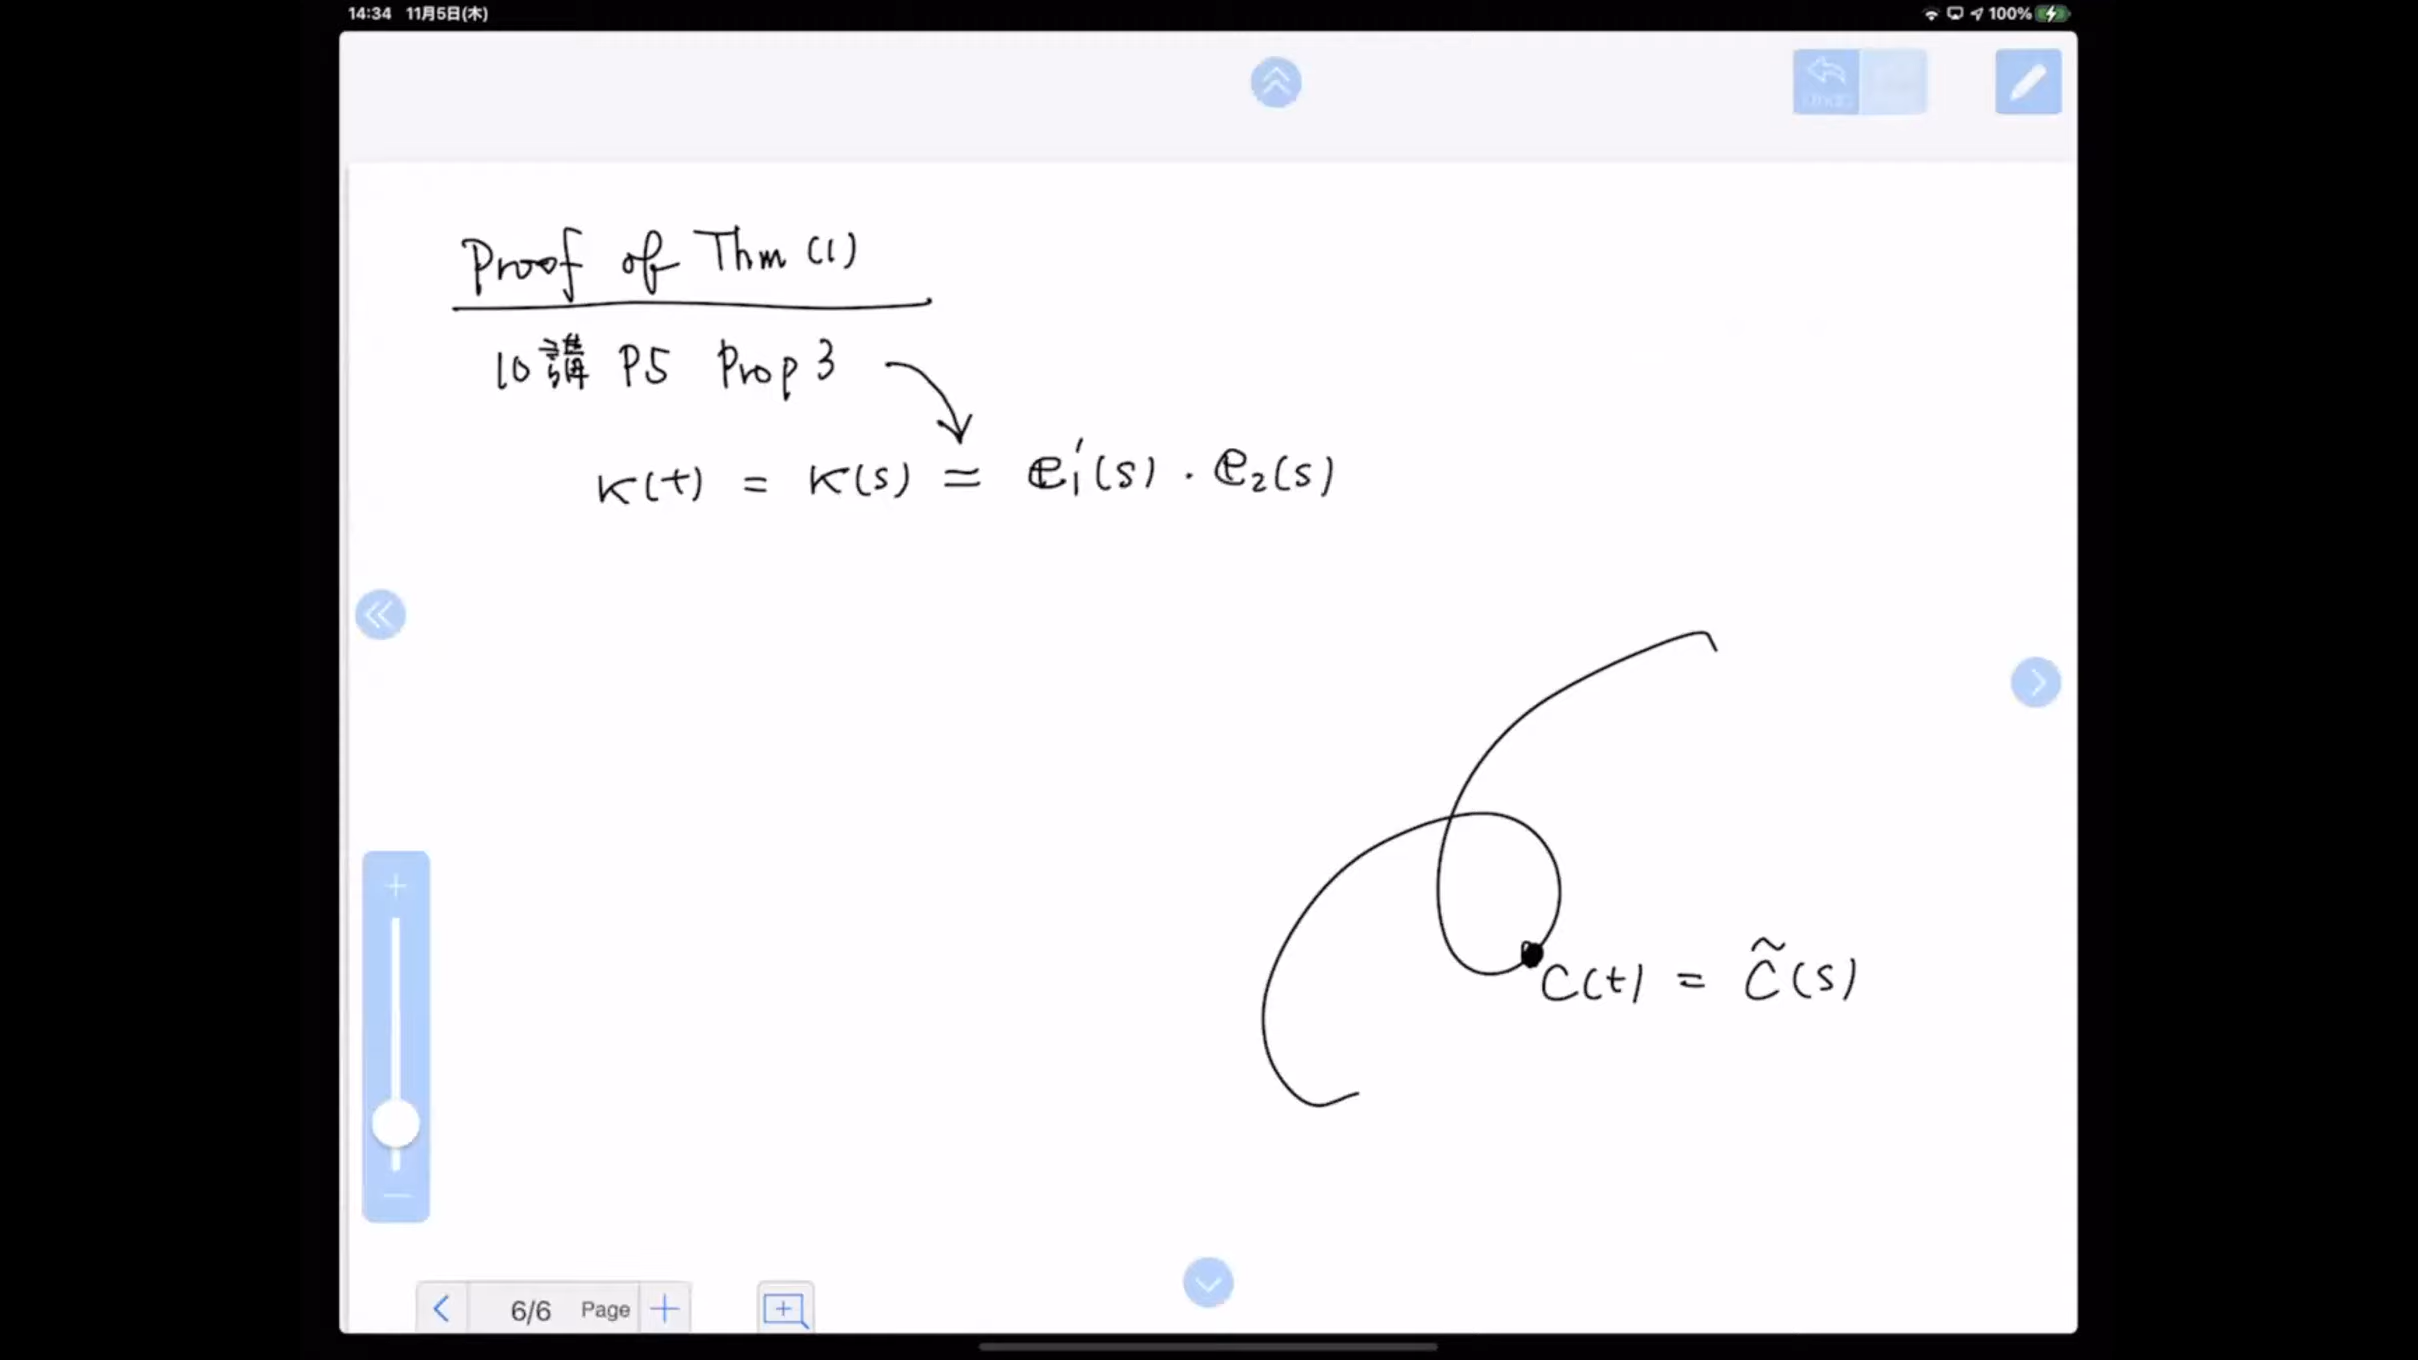 14:34 11月5日(木)
100%
Proof of Thm (1)
10講 P5 Prop 3
κ(t) = κ(s) = e₁'(s) · e₂(s)
C(t) = C̃(s)
6/6 Page